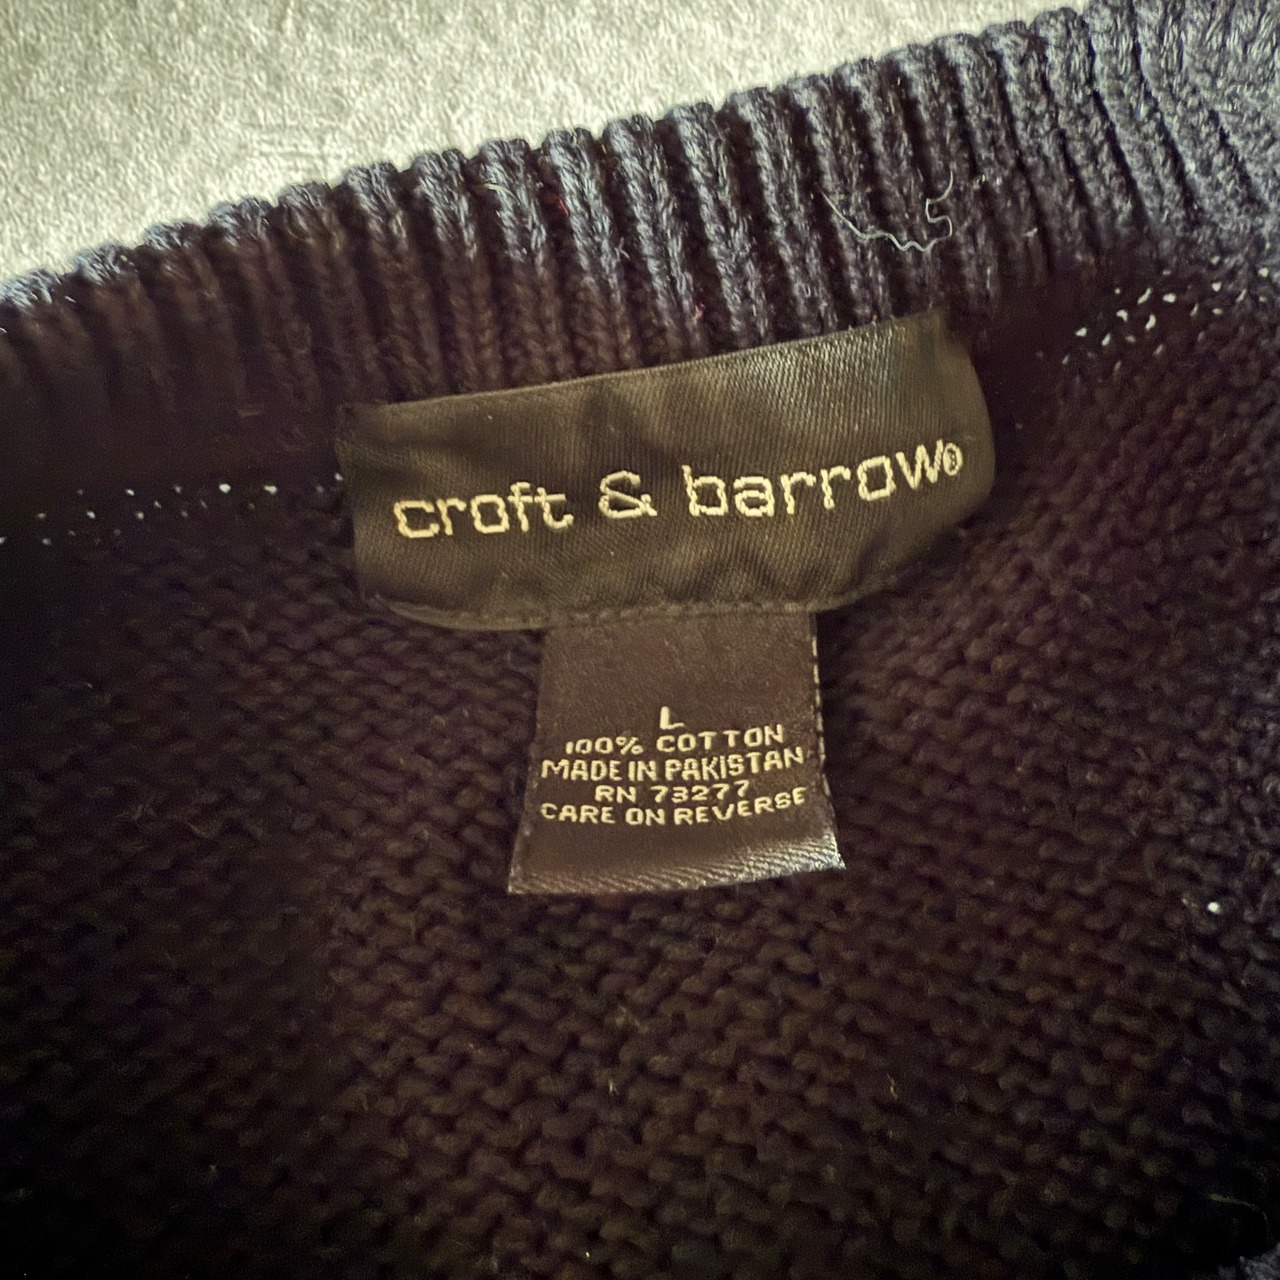 croft & barrow®
L
100% COTTON
MADE IN PAKISTAN
RN 73277
CARE ON REVERSE